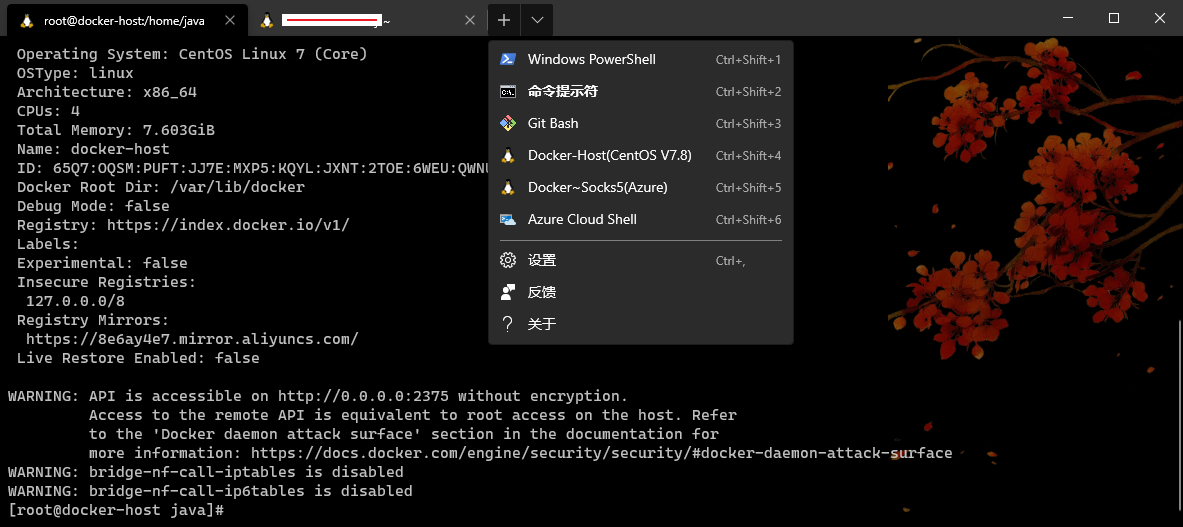 root@docker-host:/home/java
~
Operating System: CentOS Linux 7 (Core)
OSType: linux
Architecture: x86_64
CPUs: 4
Total Memory: 7.603GiB
Name: docker-host
ID: 65Q7:OQSM:PUFT:JJ7E:MXP5:KQYL:JXNT:2TOE:6WEU:QWNU
Docker Root Dir: /var/lib/docker
Debug Mode: false
Registry: https://index.docker.io/v1/
Labels:
Experimental: false
Insecure Registries:
127.0.0.0/8
Registry Mirrors:
https://8e6ay4e7.mirror.aliyuncs.com/
Live Restore Enabled: false
WARNING: API is accessible on http://0.0.0.0:2375 without encryption.
Access to the remote API is equivalent to root access on the host. Refer
to the 'Docker daemon attack surface' section in the documentation for
more information: https://docs.docker.com/engine/security/security/#docker-daemon-attack-surface
WARNING: bridge-nf-call-iptables is disabled
WARNING: bridge-nf-call-ip6tables is disabled
[root@docker-host java]#
Windows PowerShell Ctrl+Shift+1
命令提示符 Ctrl+Shift+2
Git Bash Ctrl+Shift+3
Docker-Host(CentOS V7.8) Ctrl+Shift+4
Docker~Socks5(Azure) Ctrl+Shift+5
Azure Cloud Shell Ctrl+Shift+6
设置 Ctrl+,
反馈
关于